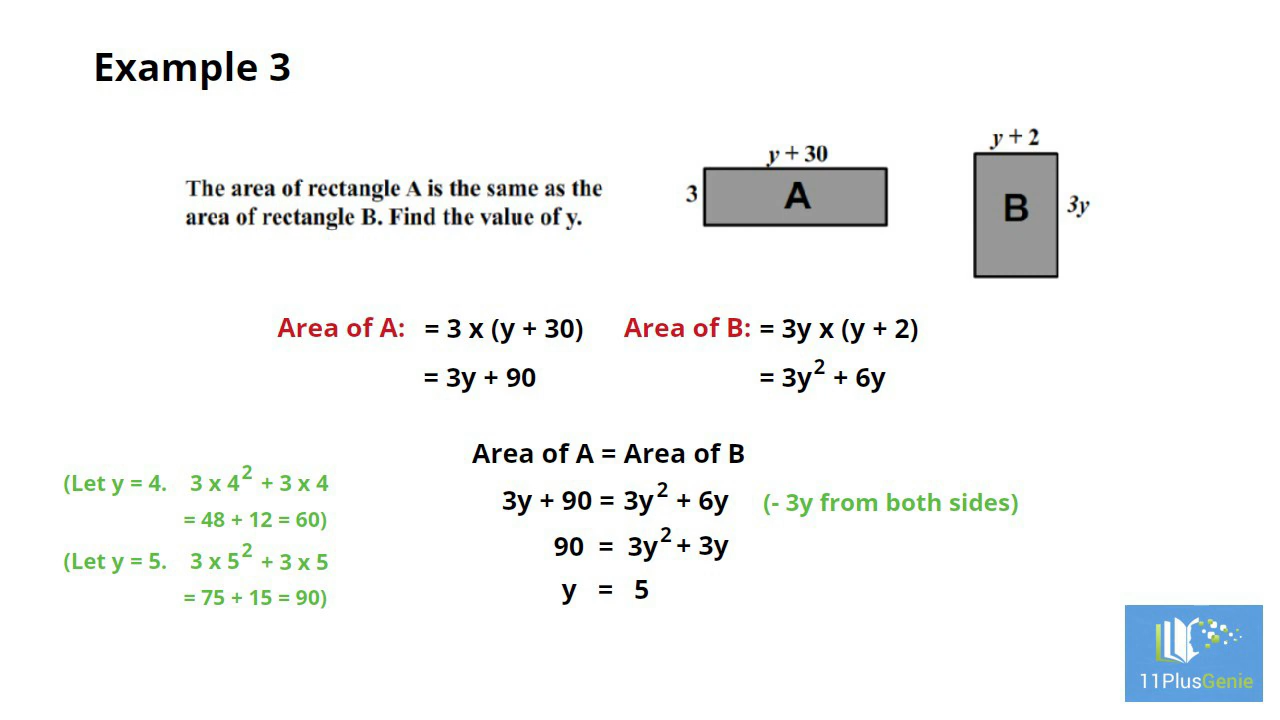 Example 3
The area of rectangle A is the same as the
area of rectangle B. Find the value of y.
y + 30
3
A
y + 2
B
3y
Area of A: = 3 x (y + 30)
= 3y + 90
Area of B: = 3y x (y + 2)
= 3y² + 6y
Area of A = Area of B
3y + 90 = 3y² + 6y (- 3y from both sides)
90 = 3y² + 3y
y = 5
(Let y = 4. 3 x 4² + 3 x 4
= 48 + 12 = 60)
(Let y = 5. 3 x 5² + 3 x 5
= 75 + 15 = 90)
11PlusGenie